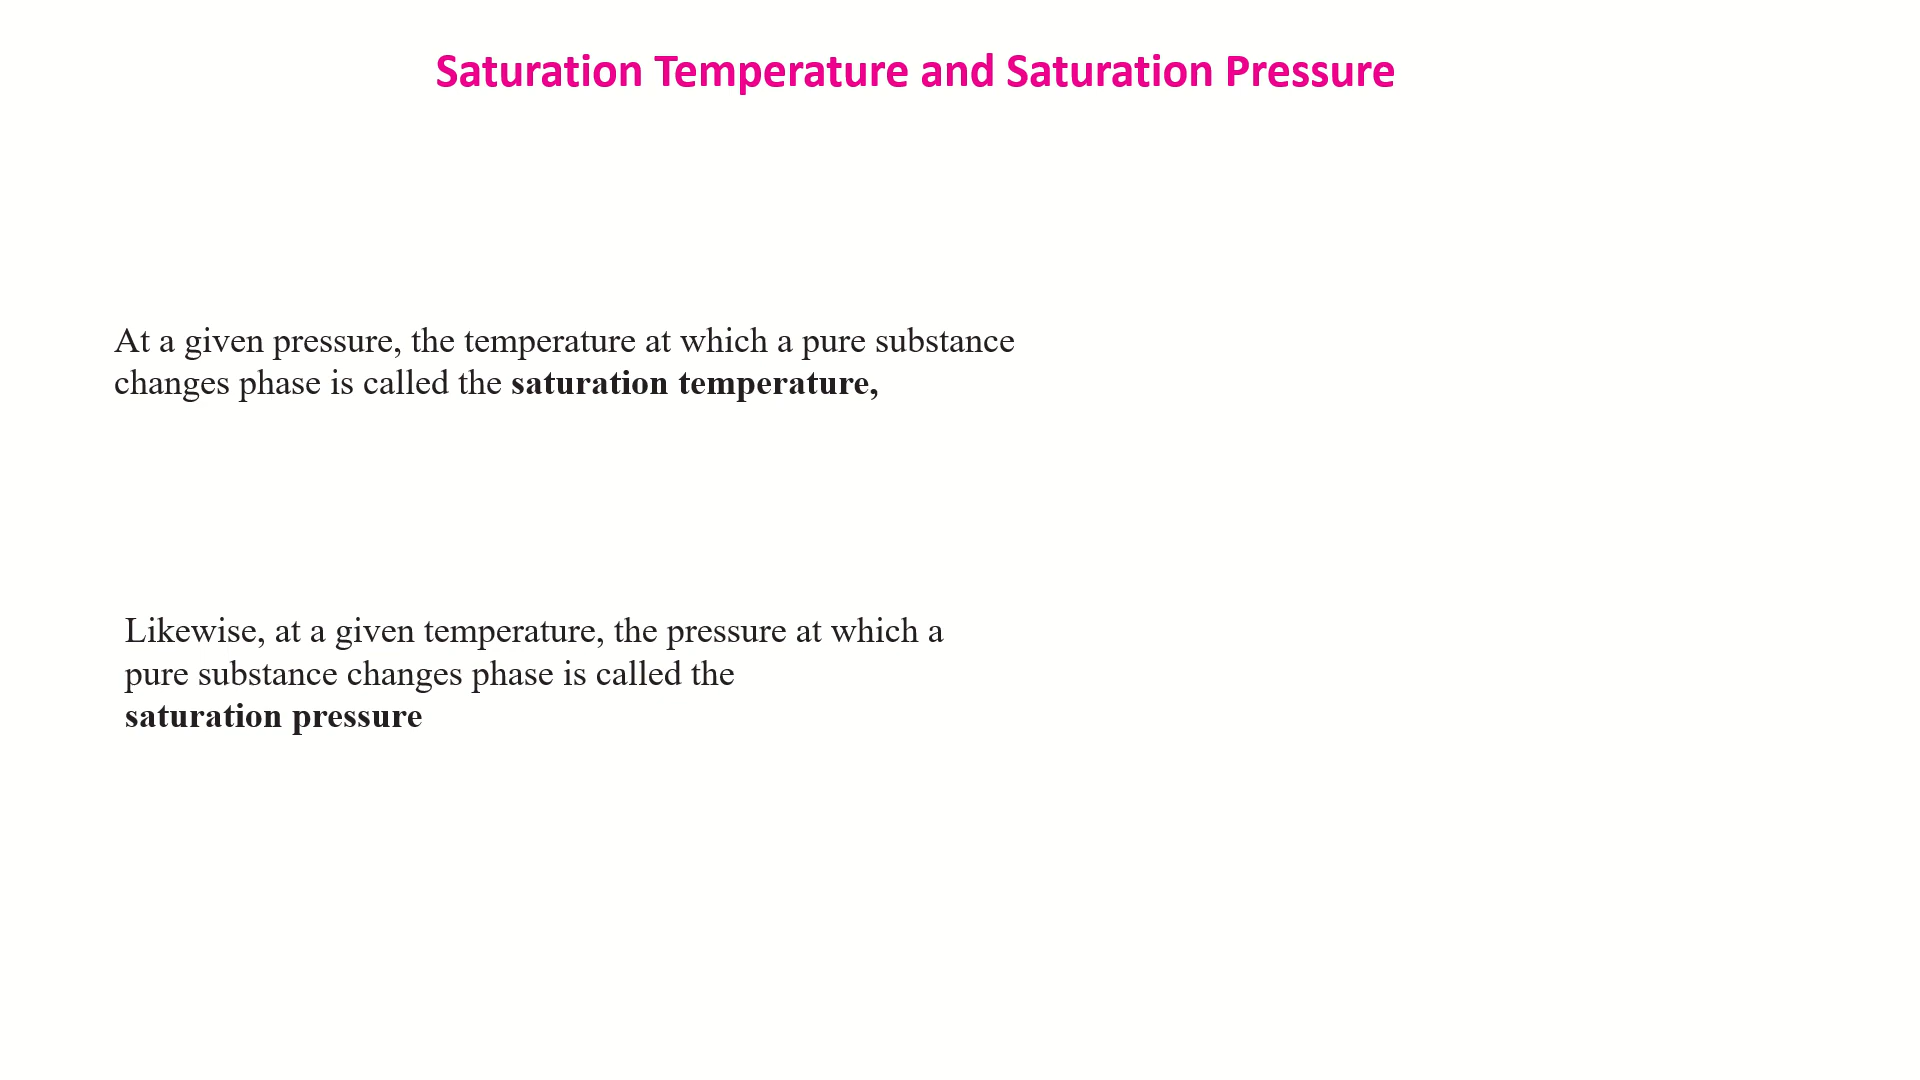 Saturation Temperature and Saturation Pressure
At a given pressure, the temperature at which a pure substance
changes phase is called the saturation temperature,
Likewise, at a given temperature, the pressure at which a
pure substance changes phase is called the
saturation pressure